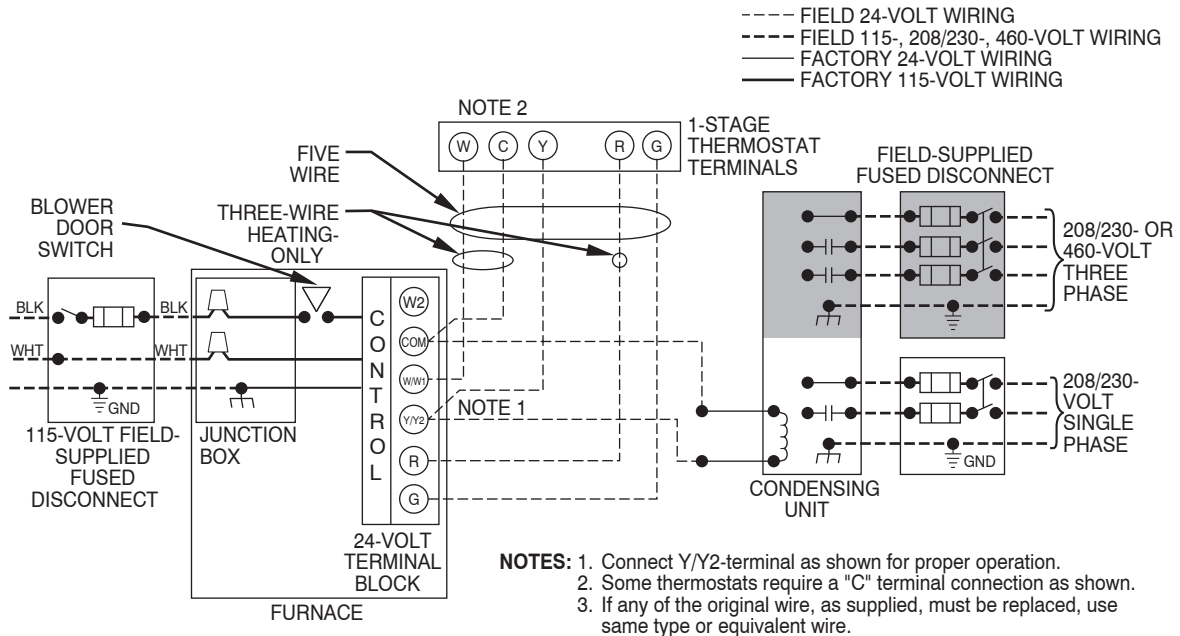 FIELD 24-VOLT WIRING
FIELD 115-, 208/230-, 460-VOLT WIRING
FACTORY 24-VOLT WIRING
FACTORY 115-VOLT WIRING
NOTE 2
W C Y R G
1-STAGE
THERMOSTAT
TERMINALS
FIVE
WIRE
THREE-WIRE
HEATING-
ONLY
BLOWER
DOOR
SWITCH
FIELD-SUPPLIED
FUSED DISCONNECT
208/230- OR
460-VOLT
THREE
PHASE
BLK
BLK
WHT
WHT
GND
115-VOLT FIELD-
SUPPLIED
FUSED
DISCONNECT
JUNCTION
BOX
CONTROL
W2
COM
W/W1
Y/Y2
R
G
NOTE 1
24-VOLT
TERMINAL
BLOCK
FURNACE
208/230-
VOLT
SINGLE
PHASE
GND
CONDENSING
UNIT
NOTES: 1. Connect Y/Y2-terminal as shown for proper operation.
2. Some thermostats require a "C" terminal connection as shown.
3. If any of the original wire, as supplied, must be replaced, use
same type or equivalent wire.